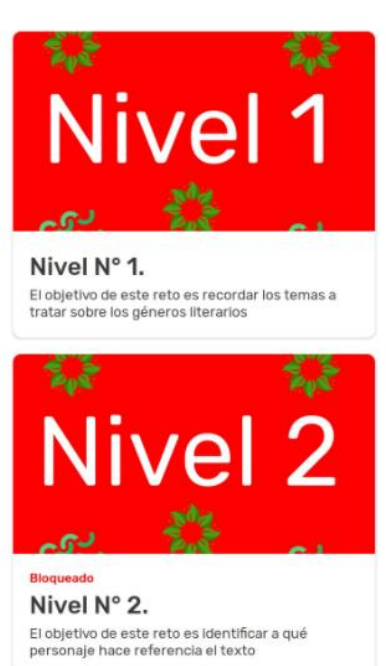 Nivel 1
Nivel N° 1.
El objetivo de este reto es recordar los temas a
tratar sobre los géneros literarios
Nivel 2
Bloqueado
Nivel N° 2.
El objetivo de este reto es identificar a qué
personaje hace referencia el texto